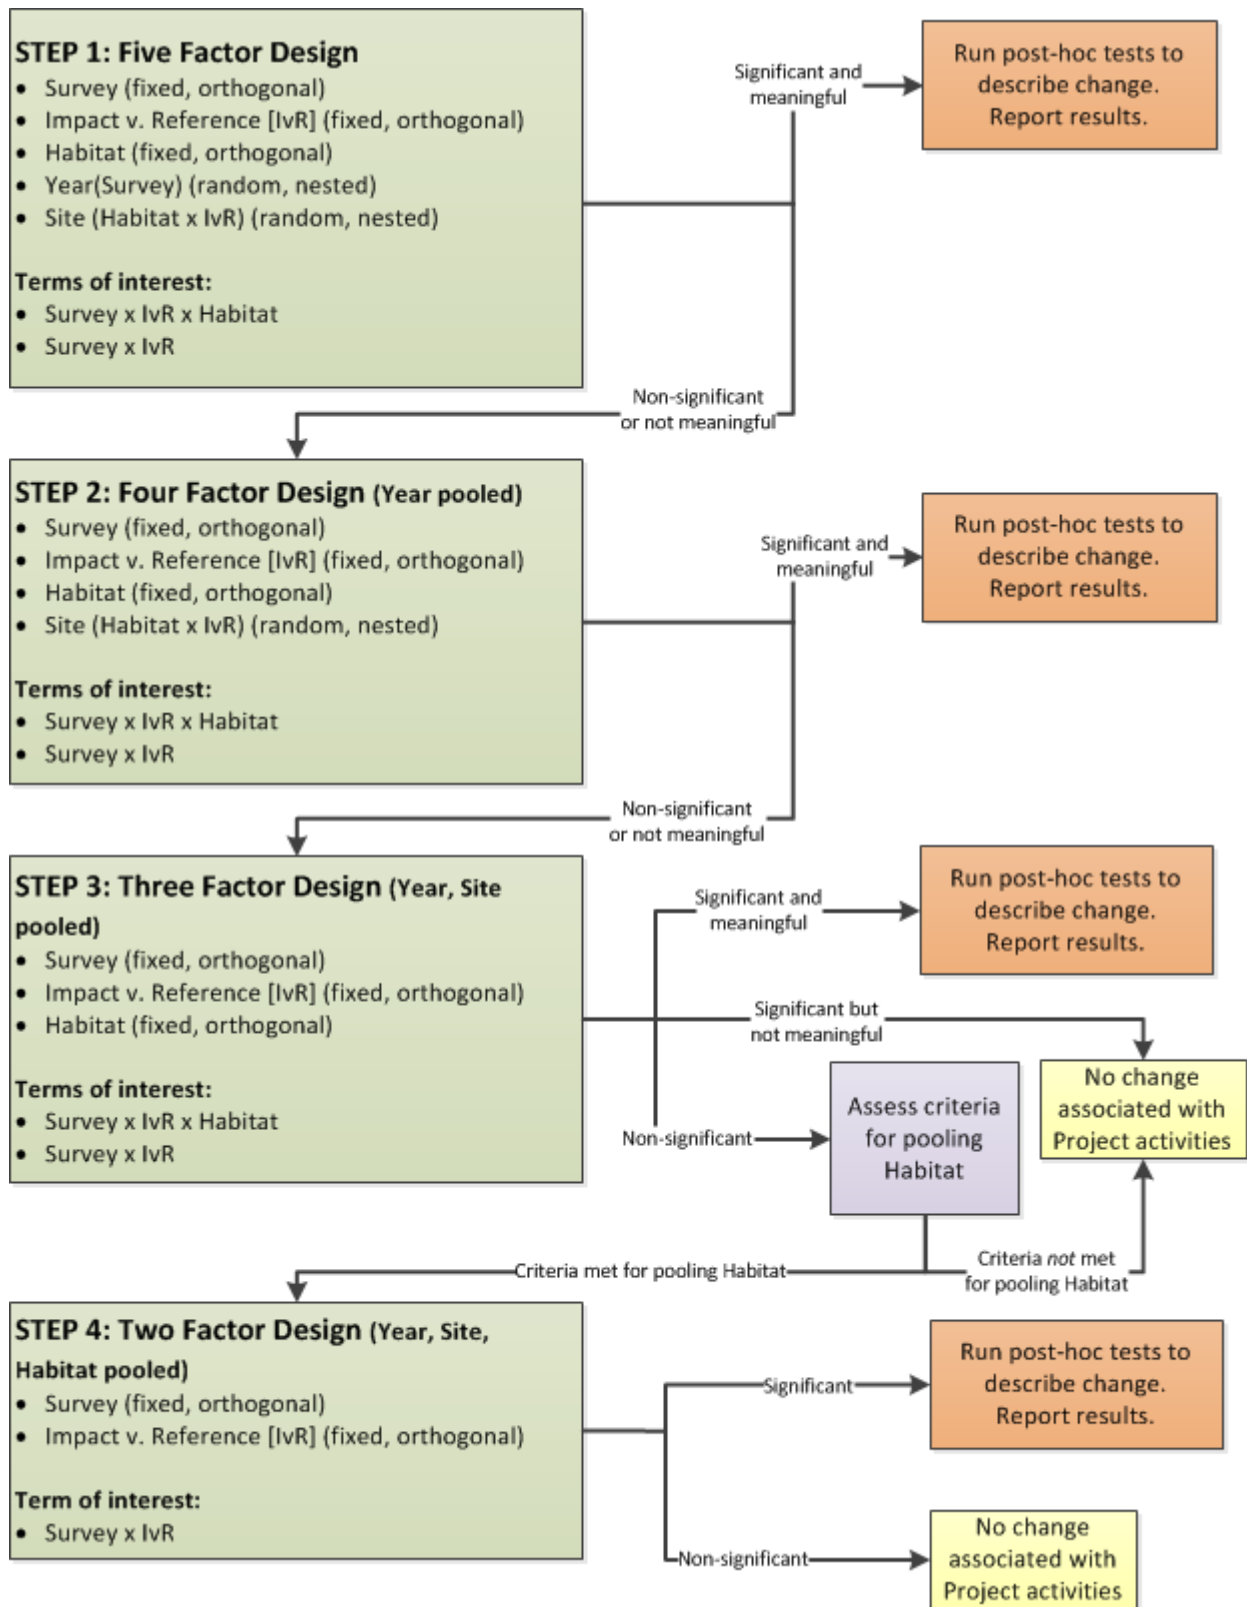 STEP 1: Five Factor Design
• Survey (fixed, orthogonal)
• Impact v. Reference [IvR] (fixed, orthogonal)
• Habitat (fixed, orthogonal)
• Year(Survey) (random, nested)
• Site (Habitat x IvR) (random, nested)
Terms of interest:
• Survey x IvR x Habitat
• Survey x IvR
Significant and
meaningful
Run post-hoc tests to
describe change.
Report results.
Non-significant
or not meaningful
STEP 2: Four Factor Design (Year pooled)
• Survey (fixed, orthogonal)
• Impact v. Reference [IvR] (fixed, orthogonal)
• Habitat (fixed, orthogonal)
• Site (Habitat x IvR) (random, nested)
Terms of interest:
• Survey x IvR x Habitat
• Survey x IvR
Significant and
meaningful
Run post-hoc tests to
describe change.
Report results.
Non-significant
or not meaningful
STEP 3: Three Factor Design (Year, Site
pooled)
• Survey (fixed, orthogonal)
• Impact v. Reference [IvR] (fixed, orthogonal)
• Habitat (fixed, orthogonal)
Terms of interest:
• Survey x IvR x Habitat
• Survey x IvR
Significant and
meaningful
Run post-hoc tests to
describe change.
Report results.
Significant but
not meaningful
No change
associated with
Project activities
Non-significant
Assess criteria
for pooling
Habitat
Criteria met for pooling Habitat
Criteria not met
for pooling Habitat
STEP 4: Two Factor Design (Year, Site,
Habitat pooled)
• Survey (fixed, orthogonal)
• Impact v. Reference [IvR] (fixed, orthogonal)
Term of interest:
• Survey x IvR
Significant
Run post-hoc tests to
describe change.
Report results.
Non-significant
No change
associated with
Project activities